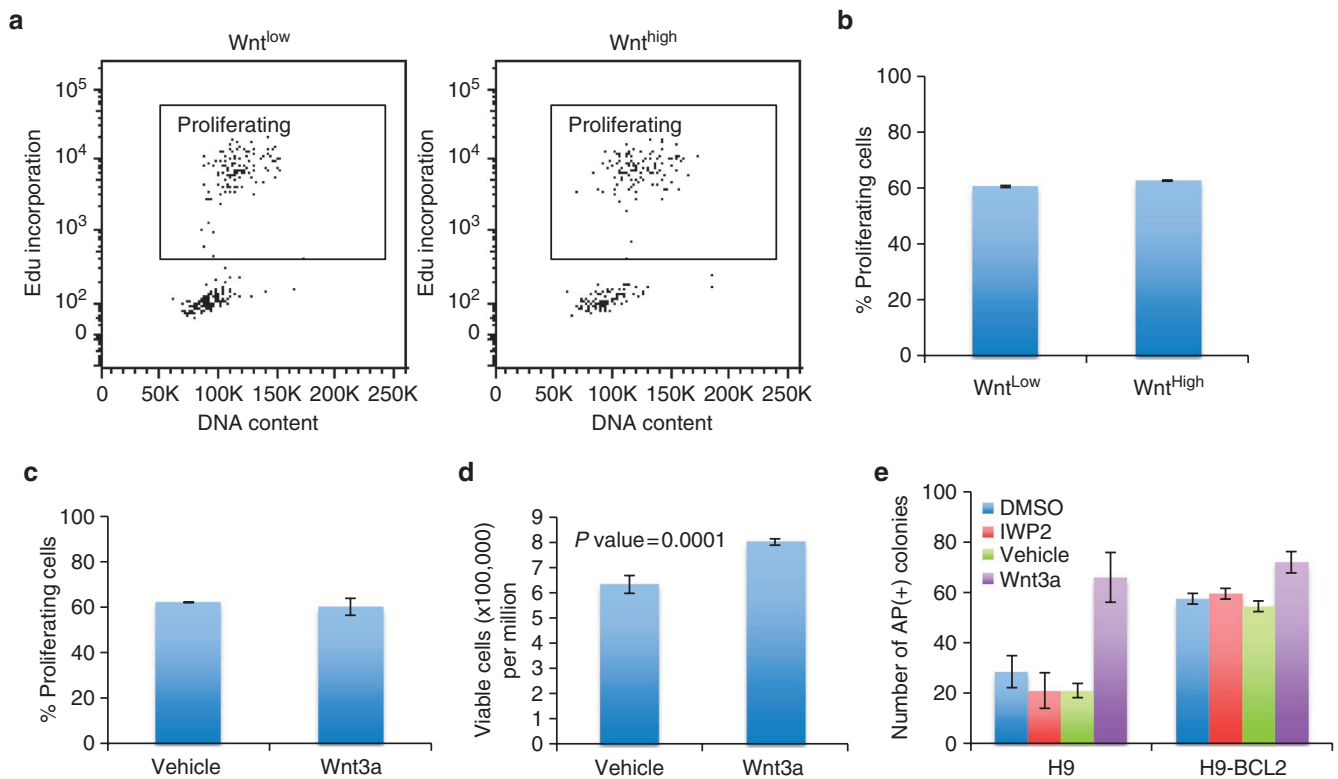 a
Wnt^low
Wnt^high
Edu incorporation
10^5
10^4
10^3
10^2
0
Proliferating
0 50K 100K 150K 200K 250K
DNA content
Edu incorporation
10^5
10^4
10^3
10^2
0
Proliferating
0 50K 100K 150K 200K 250K
DNA content
b
% Proliferating cells
100
80
60
40
20
0
Wnt^Low
Wnt^High
c
% Proliferating cells
100
80
60
40
20
0
Vehicle
Wnt3a
d
Viable cells (x100,000)
per million
9
8
7
6
5
4
3
2
1
0
P value=0.0001
Vehicle
Wnt3a
e
Number of AP(+) colonies
100
80
60
40
20
0
DMSO
IWP2
Vehicle
Wnt3a
H9
H9-BCL2